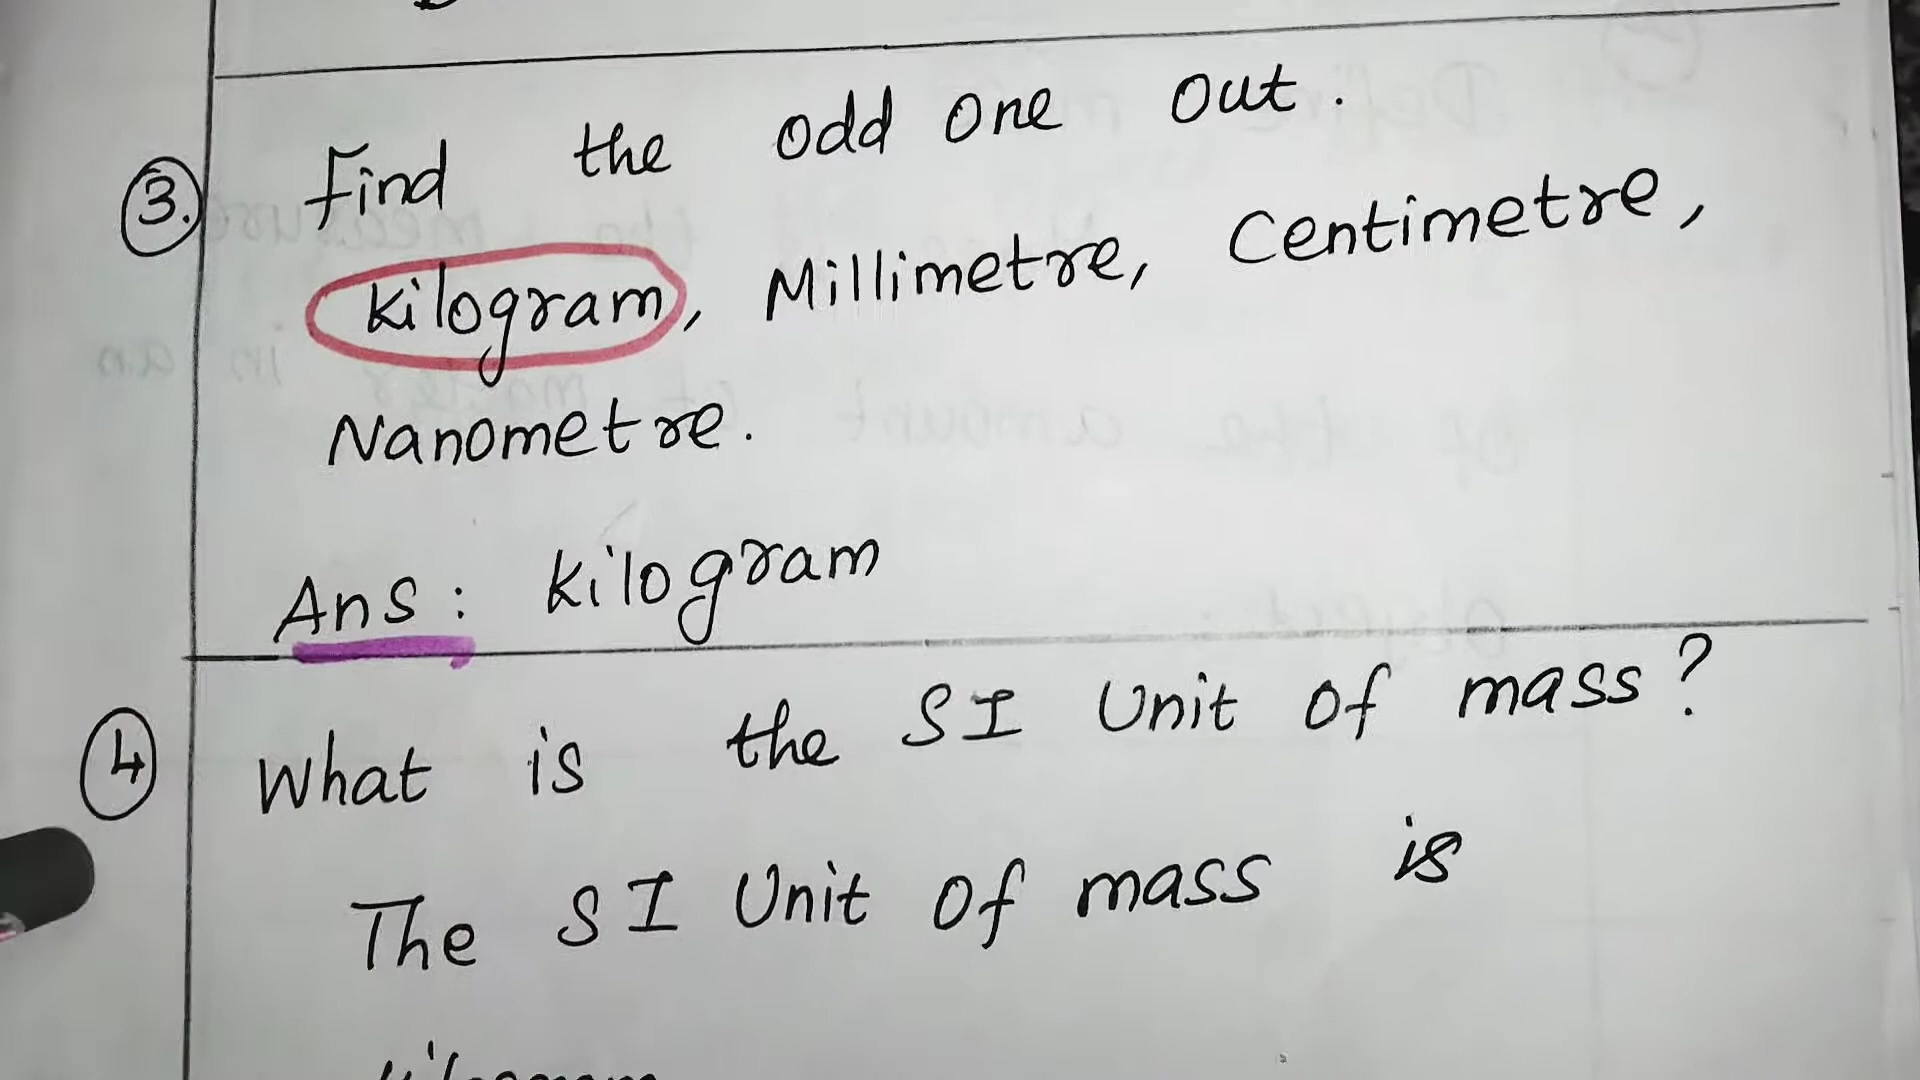 3. Find the odd one out.
Kilogram, Millimetre, Centimetre,
Nanometre.
Ans: Kilogram
4 What is the SI Unit of mass?
The SI Unit of mass is